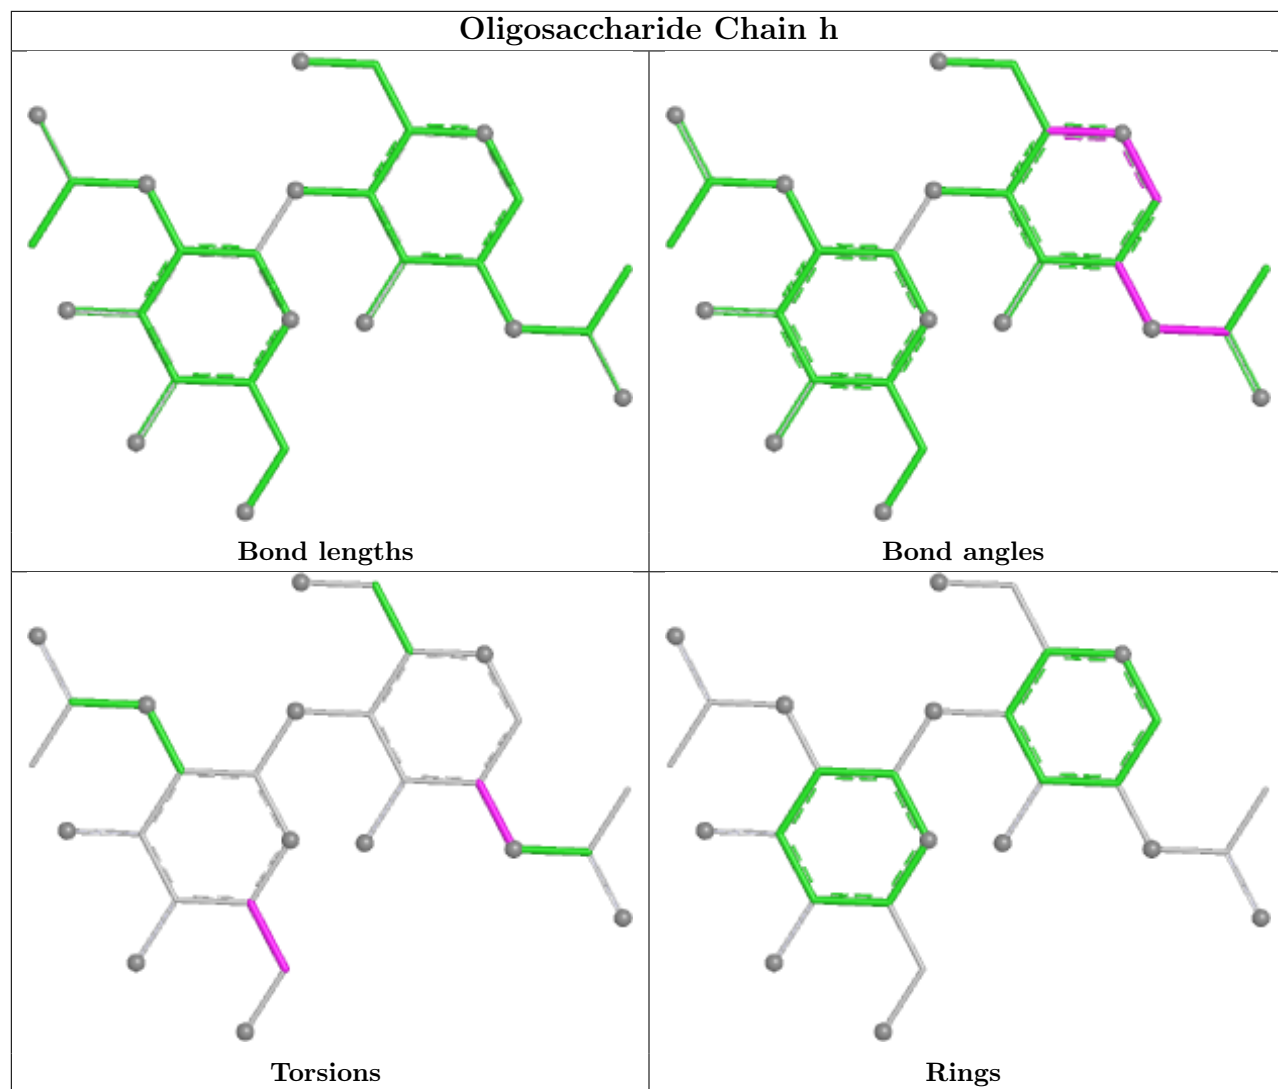 Oligosaccharide Chain h
Bond lengths
Bond angles
Torsions
Rings